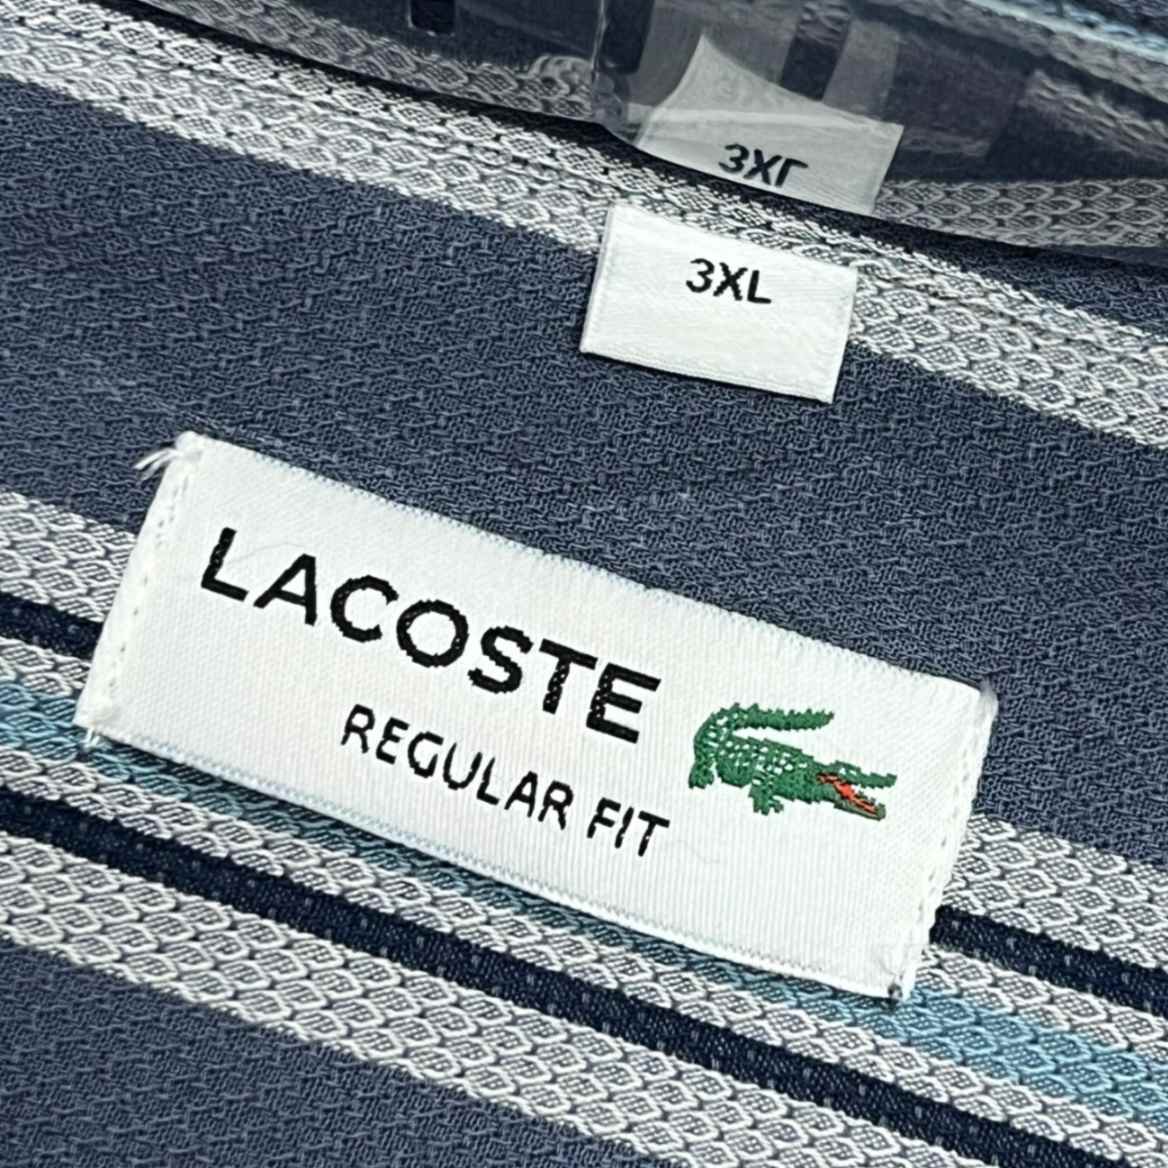 3XL
3XL
LACOSTE
REGULAR FIT